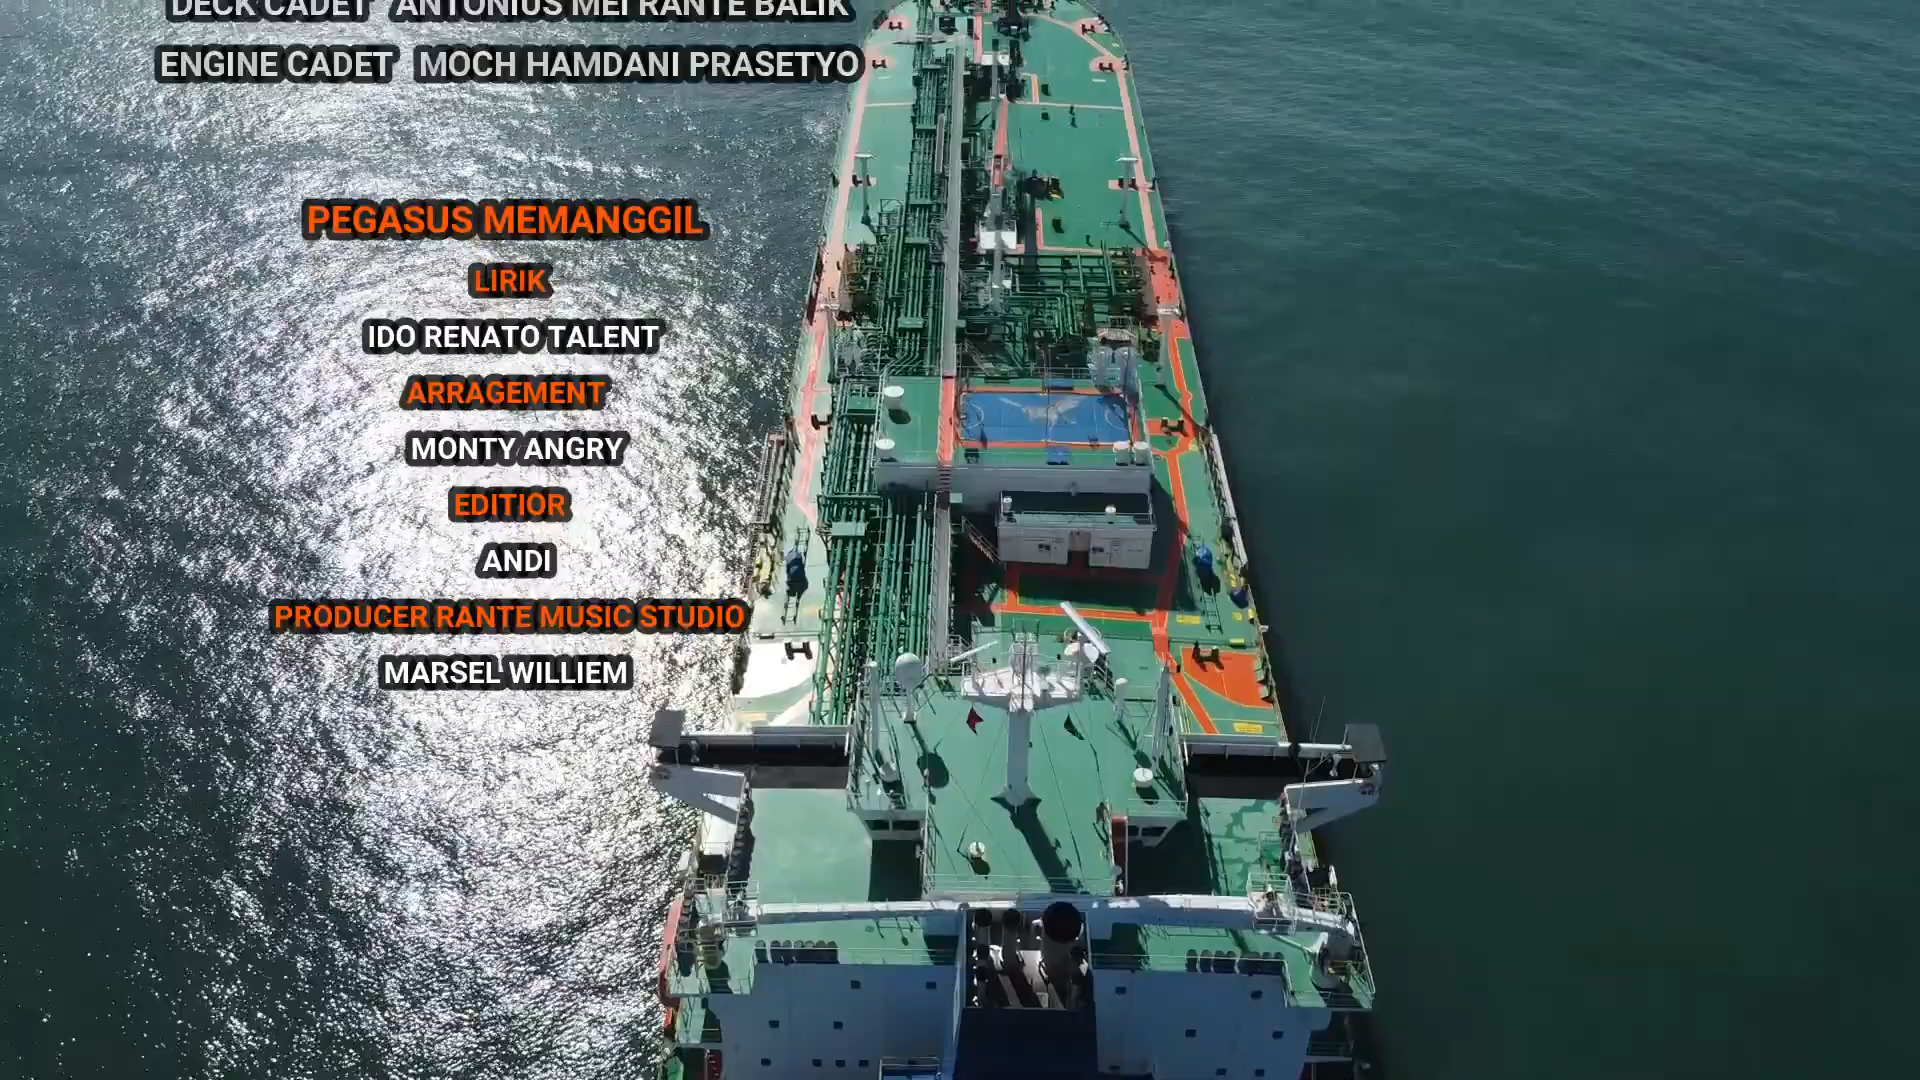 DECK CADET ANTONIUS MEI RANTE BALIK
ENGINE CADET MOCH HAMDANI PRASETYO
PEGASUS MEMANGGIL
LIRIK
IDO RENATO TALENT
ARRAGEMENT
MONTY ANGRY
EDITIOR
ANDI
PRODUCER RANTE MUSIC STUDIO
MARSEL WILLIEM